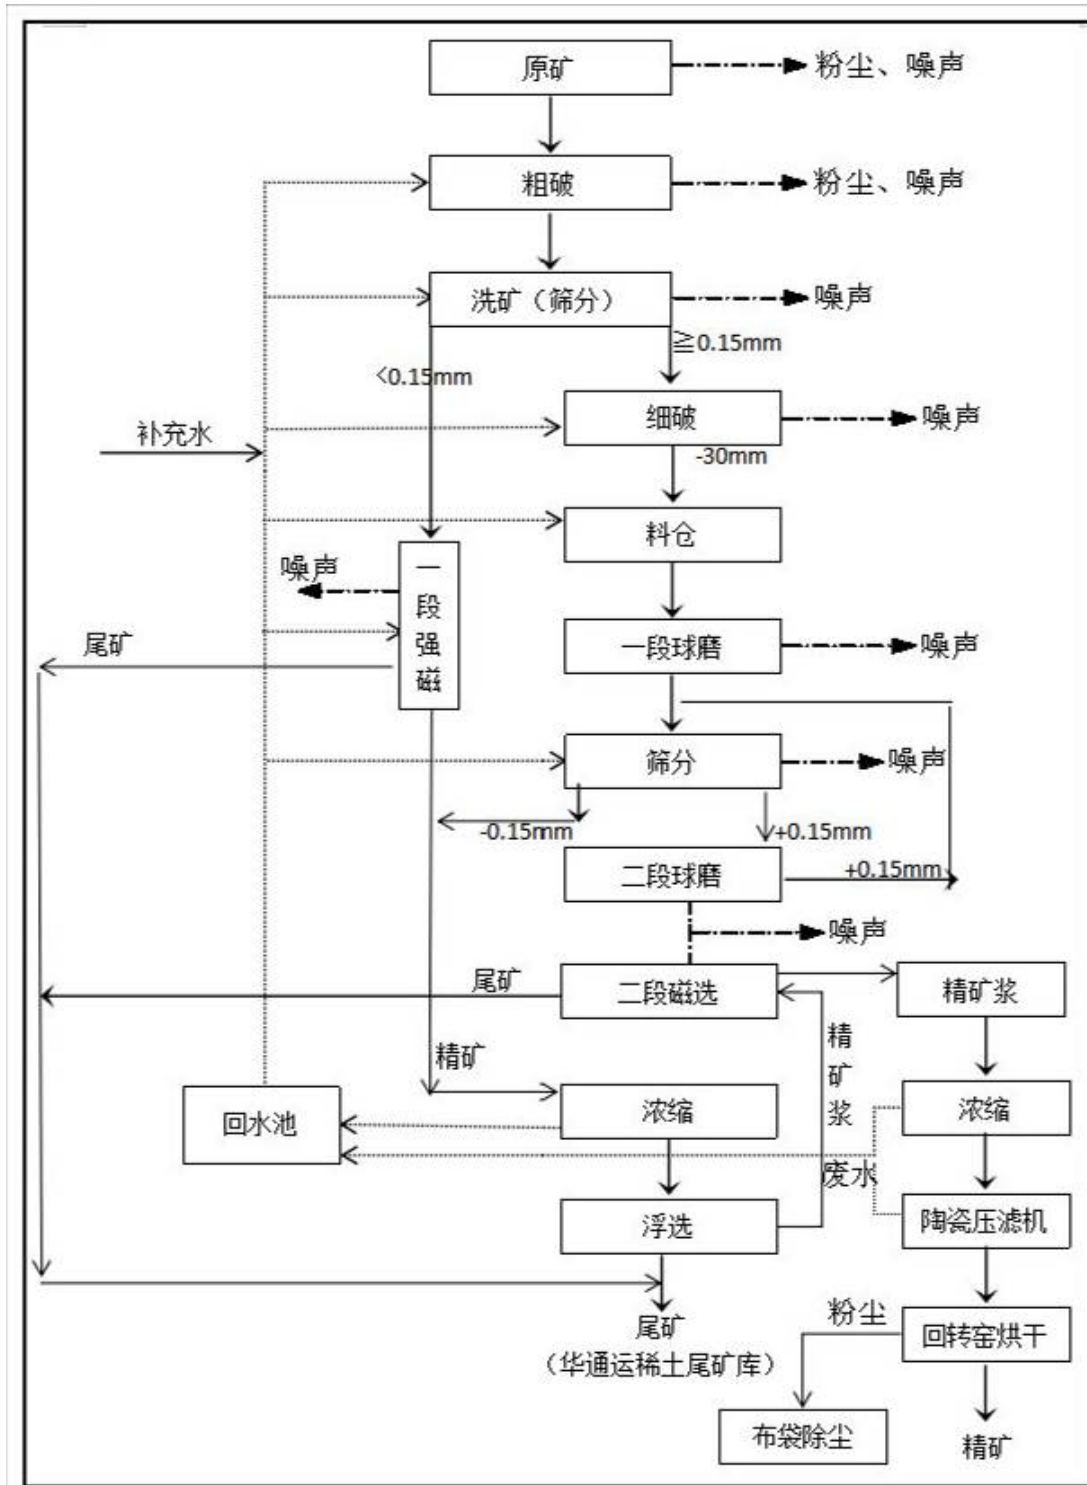 原矿
粉尘、噪声
粗破
粉尘、噪声
洗矿（筛分）
噪声
≧0.15mm
<0.15mm
细破
噪声
补充水
-30mm
料仓
噪声
一段强磁
尾矿
一段球磨
噪声
筛分
噪声
-0.15mm
+0.15mm
二段球磨
+0.15mm
噪声
尾矿
二段磁选
精矿浆
精矿
精矿浆
回水池
浓缩
浓缩
废水
浮选
陶瓷压滤机
粉尘
回转窑烘干
尾矿
（华通运稀土尾矿库）
布袋除尘
精矿